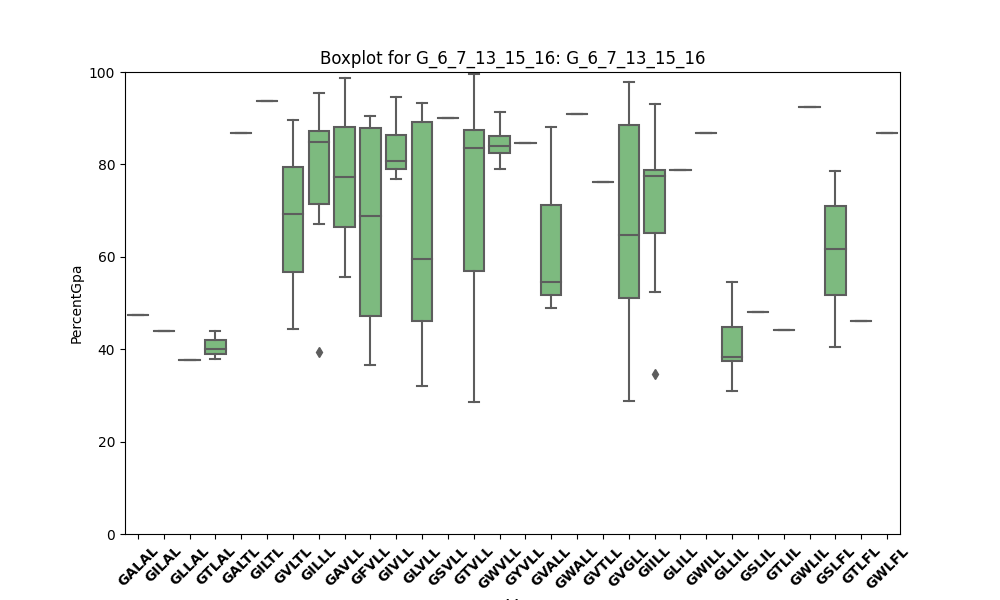 Boxplot for G_6_7_13_15_16: G_6_7_13_15_16
100
80
60
40
20
0
PercentGpa
GALAL GILAL GLLAL GTLAL GALTL GILTL GVLTL GILLL GAVLL GFVLL GIVLL GLVLL GSVLL GTVLL GWVLL GYVLL GVALL GWALL GVTLL GVGLL GIILL GLILL GWILL GLLIL GSLIL GTLIL GWLIL GSLFL GTLFL GWLFL